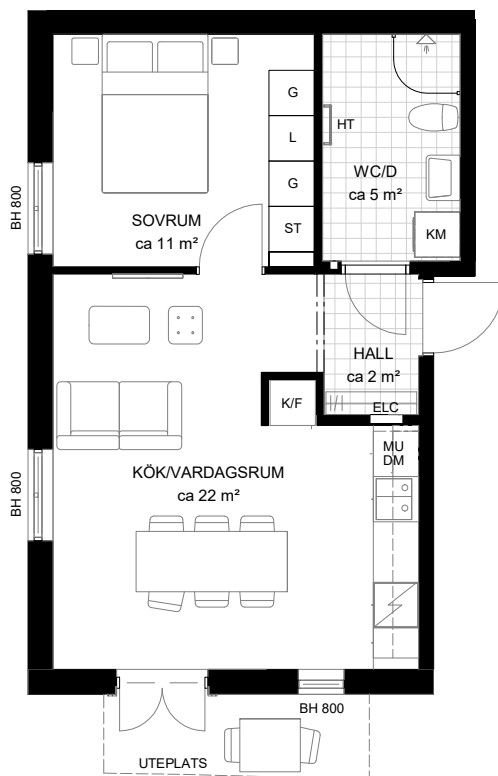 G
L
G
ST
HT
WC/D
ca 5 m²
KM
BH 800
SOVRUM
ca 11 m²
HALL
ca 2 m²
K/F
ELC
MU
DM
KÖK/VARDAGSRUM
ca 22 m²
BH 800
BH 800
UTEPLATS